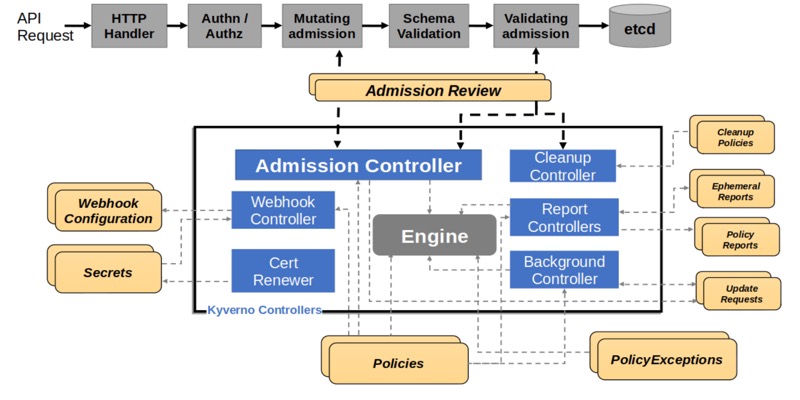 API
Request
HTTP
Handler
Authn /
Authz
Mutating
admission
Schema
Validation
Validating
admission
etcd
Admission Review
Admission Controller
Cleanup
Controller
Cleanup
Policies
Webhook
Configuration
Webhook
Controller
Engine
Report
Controllers
Ephemeral
Reports
Policy
Reports
Secrets
Cert
Renewer
Background
Controller
Update
Requests
Kyverno Controllers
Policies
PolicyExceptions